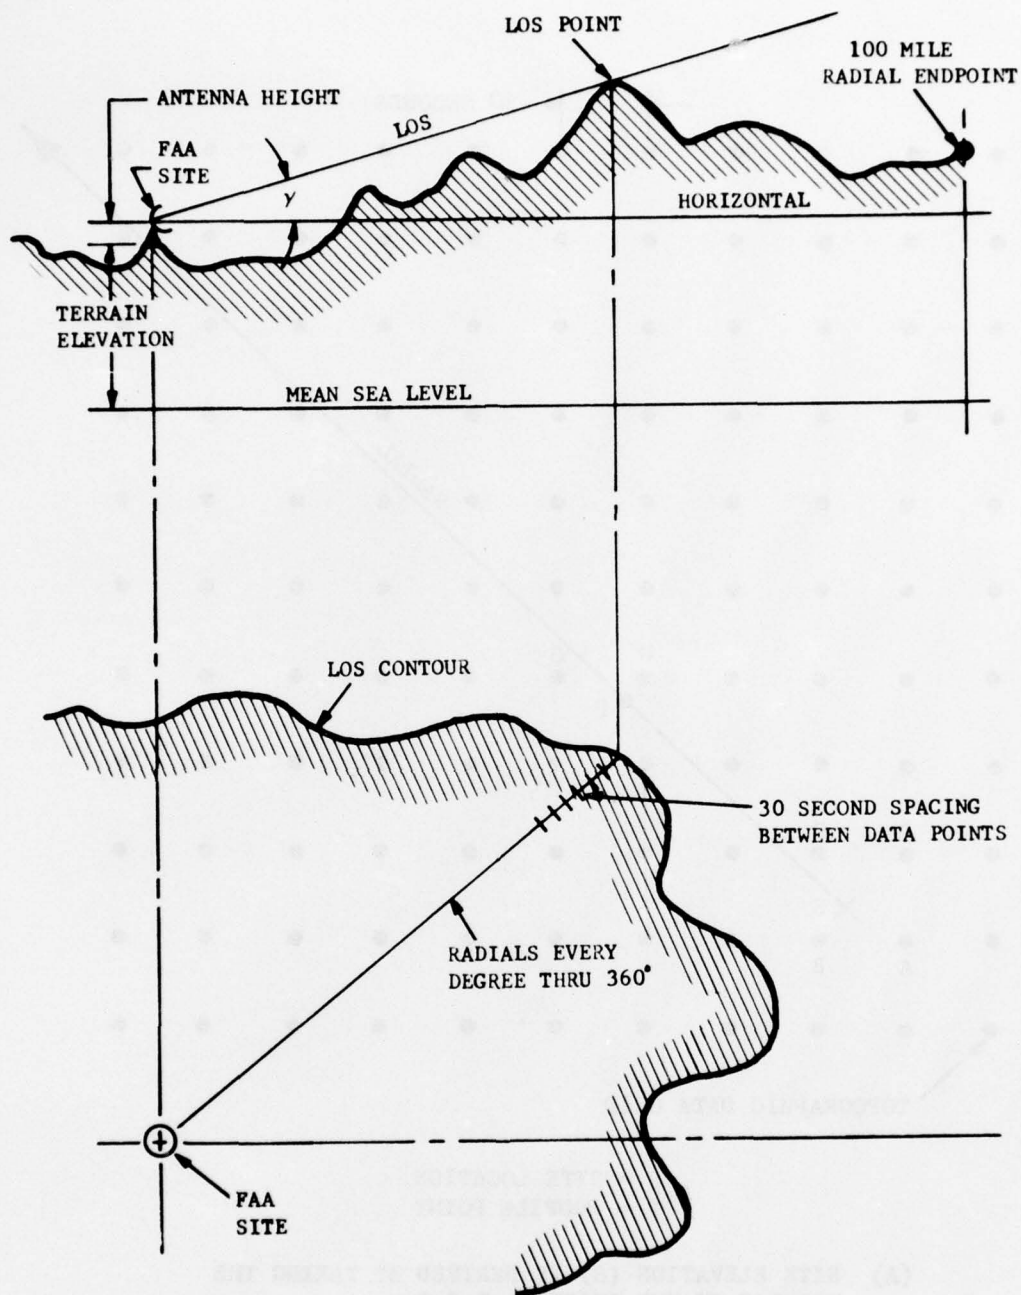 LOS POINT
100 MILE
RADIAL ENDPOINT
ANTENNA HEIGHT
LOS
FAA
SITE
γ
HORIZONTAL
TERRAIN
ELEVATION
MEAN SEA LEVEL
LOS CONTOUR
30 SECOND SPACING
BETWEEN DATA POINTS
RADIALS EVERY
DEGREE THRU 360°
FAA
SITE